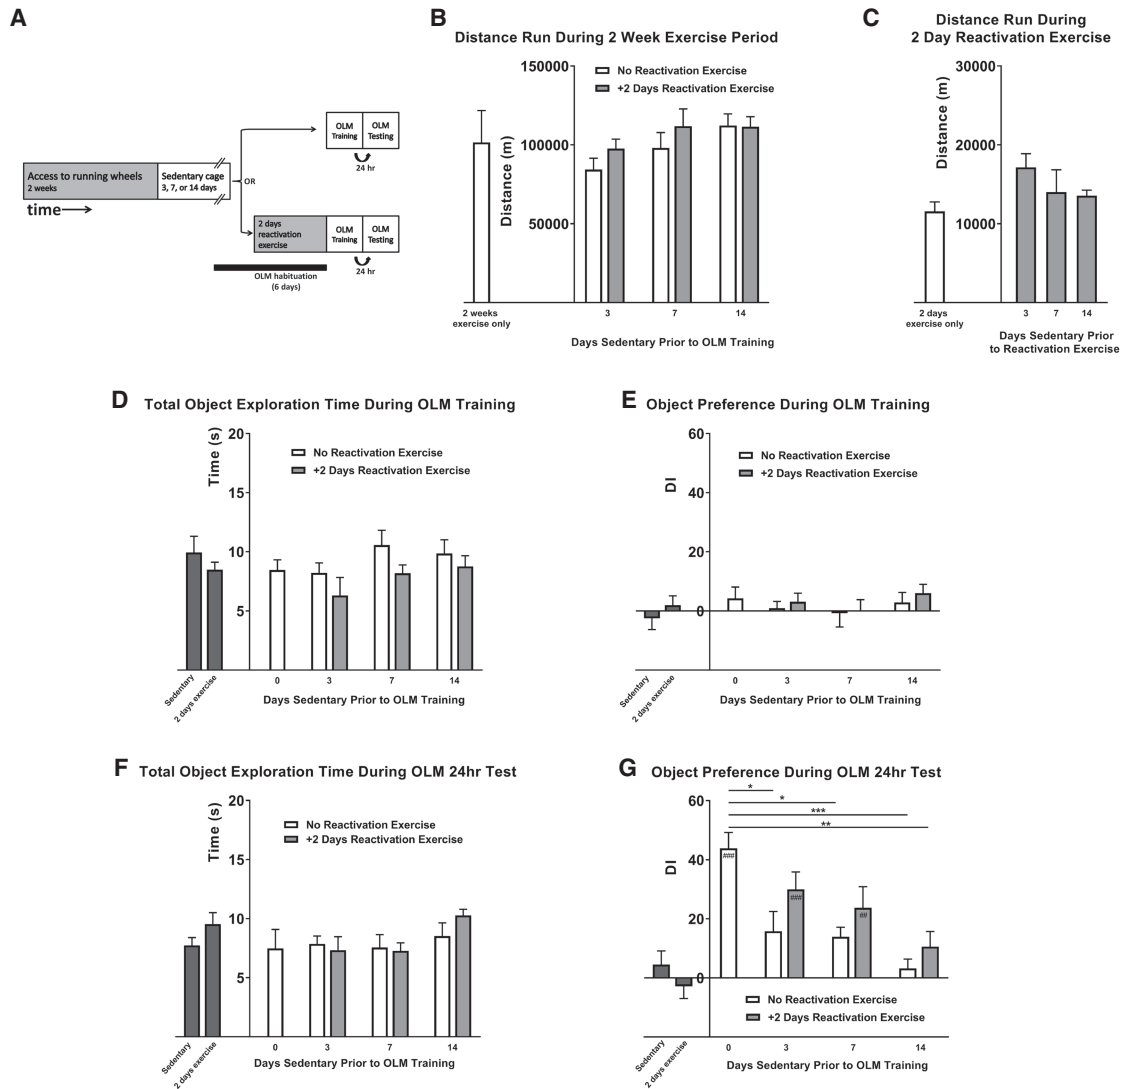 A
Access to running wheels
2 weeks
Sedentary cage
3, 7, or 14 days
time
OR
OLM
Training
OLM
Testing
24 hr
2 days
reactivation
exercise
OLM
Training
OLM
Testing
24 hr
OLM habituation
(6 days)
B
Distance Run During 2 Week Exercise Period
Distance (m)
150000
100000
50000
No Reactivation Exercise
+2 Days Reactivation Exercise
2 weeks
exercise only
3
7
14
Days Sedentary Prior to OLM Training
C
Distance Run During
2 Day Reactivation Exercise
Distance (m)
30000
20000
10000
2 days
exercise only
3
7
14
Days Sedentary Prior
to Reactivation Exercise
D
Total Object Exploration Time During OLM Training
Time (s)
20
15
10
5
No Reactivation Exercise
+2 Days Reactivation Exercise
Sedentary
2 days exercise
0
3
7
14
Days Sedentary Prior to OLM Training
E
Object Preference During OLM Training
DI
60
40
20
0
No Reactivation Exercise
+2 Days Reactivation Exercise
Sedentary
2 days exercise
0
3
7
14
Days Sedentary Prior to OLM Training
F
Total Object Exploration Time During OLM 24hr Test
Time (s)
20
15
10
5
No Reactivation Exercise
+2 Days Reactivation Exercise
Sedentary
2 days exercise
0
3
7
14
Days Sedentary Prior to OLM Training
G
Object Preference During OLM 24hr Test
DI
60
40
20
0
*
*
***
**
###
###
##
No Reactivation Exercise
+2 Days Reactivation Exercise
Sedentary
2 days exercise
0
3
7
14
Days Sedentary Prior to OLM Training